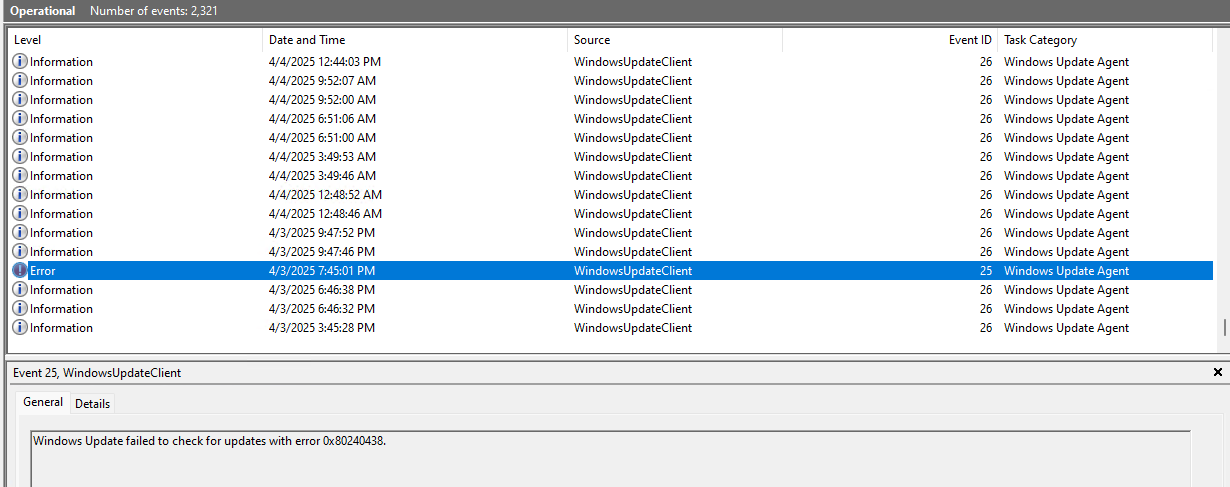 Operational Number of events: 2,321
Level Date and Time Source Event ID Task Category
Information 4/4/2025 12:44:03 PM WindowsUpdateClient 26 Windows Update Agent
Information 4/4/2025 9:52:07 AM WindowsUpdateClient 26 Windows Update Agent
Information 4/4/2025 9:52:00 AM WindowsUpdateClient 26 Windows Update Agent
Information 4/4/2025 6:51:06 AM WindowsUpdateClient 26 Windows Update Agent
Information 4/4/2025 6:51:00 AM WindowsUpdateClient 26 Windows Update Agent
Information 4/4/2025 3:49:53 AM WindowsUpdateClient 26 Windows Update Agent
Information 4/4/2025 3:49:46 AM WindowsUpdateClient 26 Windows Update Agent
Information 4/4/2025 12:48:52 AM WindowsUpdateClient 26 Windows Update Agent
Information 4/4/2025 12:48:46 AM WindowsUpdateClient 26 Windows Update Agent
Information 4/3/2025 9:47:52 PM WindowsUpdateClient 26 Windows Update Agent
Information 4/3/2025 9:47:46 PM WindowsUpdateClient 26 Windows Update Agent
Error 4/3/2025 7:45:01 PM WindowsUpdateClient 25 Windows Update Agent
Information 4/3/2025 6:46:38 PM WindowsUpdateClient 26 Windows Update Agent
Information 4/3/2025 6:46:32 PM WindowsUpdateClient 26 Windows Update Agent
Information 4/3/2025 3:45:28 PM WindowsUpdateClient 26 Windows Update Agent
Event 25, WindowsUpdateClient
General Details
Windows Update failed to check for updates with error 0x80240438.